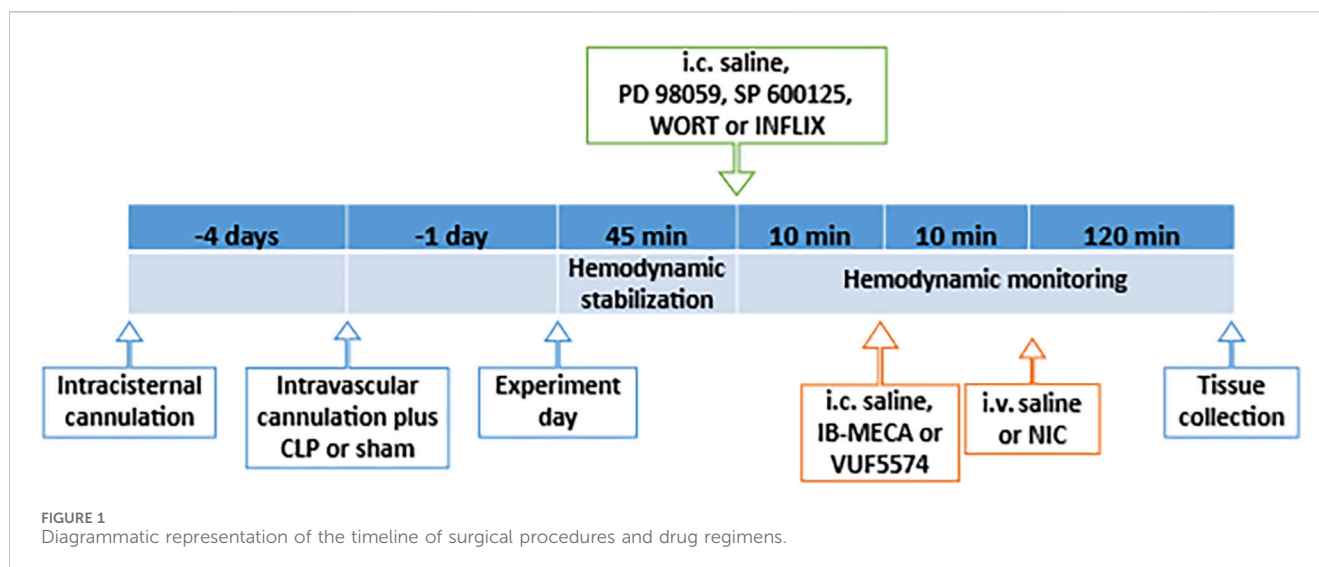 i.c. saline,
PD 98059, SP 600125,
WORT or INFLIX
-4 days
-1 day
45 min
10 min
10 min
120 min
Hemodynamic
stabilization
Hemodynamic monitoring
Intracisternal
cannulation
Intravascular
cannulation plus
CLP or sham
Experiment
day
i.c. saline,
IB-MECA or
VUF5574
i.v. saline
or NIC
Tissue
collection
FIGURE 1
Diagrammatic representation of the timeline of surgical procedures and drug regimens.